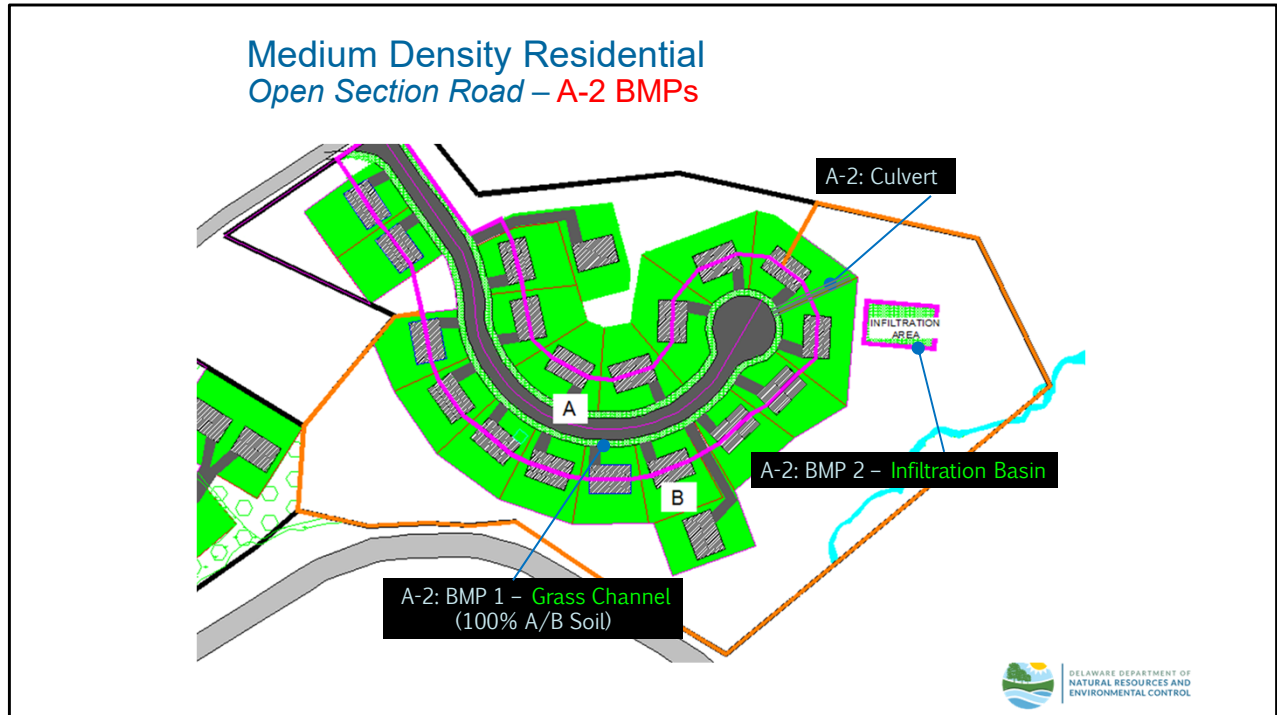 Medium Density Residential
Open Section Road – A-2 BMPs
A-2: Culvert
INFILTRATION
AREA
A
A-2: BMP 2 – Infiltration Basin
B
A-2: BMP 1 – Grass Channel
(100% A/B Soil)
DELAWARE DEPARTMENT OF
NATURAL RESOURCES AND
ENVIRONMENTAL CONTROL